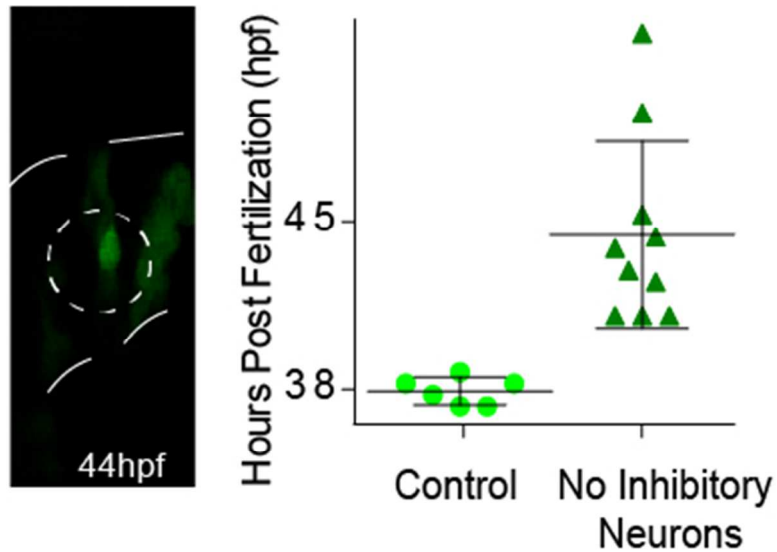 44hpf
Hours Post Fertilization (hpf)
45
38
Control
No Inhibitory
Neurons